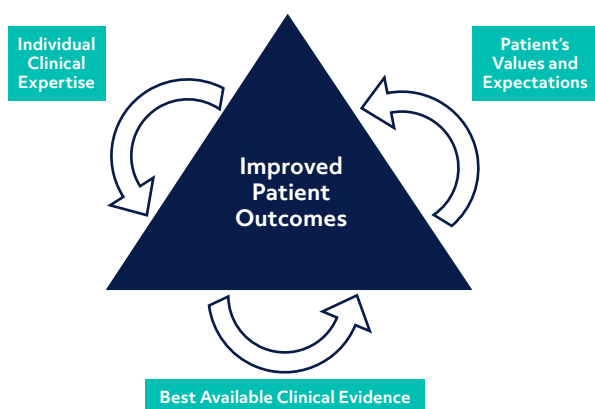 Individual
Clinical
Expertise
Patient’s
Values and
Expectations
Improved
Patient
Outcomes
Best Available Clinical Evidence